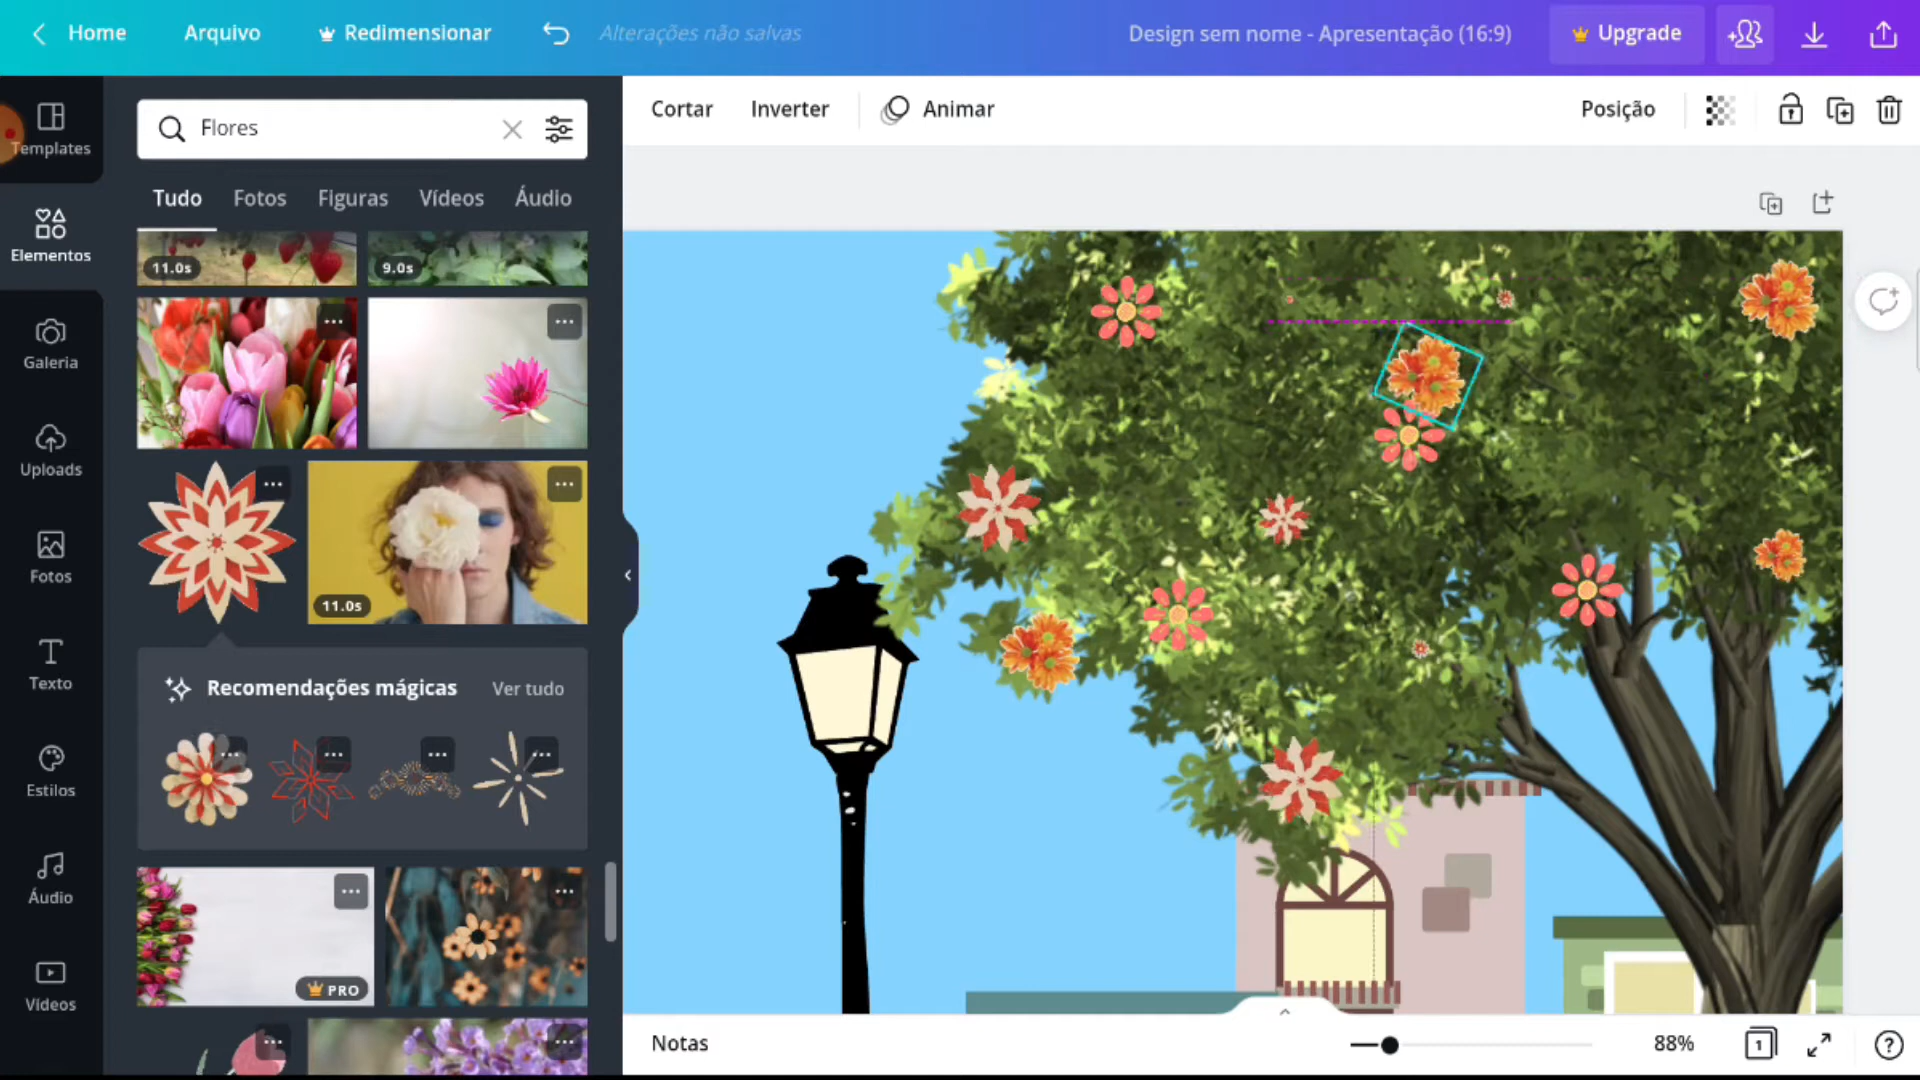 Home
Arquivo
Redimensionar
Alterações não salvas
Design sem nome - Apresentação (16:9)
Upgrade
Templates
Elementos
Galeria
Uploads
Fotos
Texto
Estilos
Áudio
Vídeos
Flores
Tudo
Fotos
Figuras
Vídeos
Áudio
11.0s
9.0s
11.0s
Recomendações mágicas
Ver tudo
PRO
Cortar
Inverter
Animar
Posição
Notas
88%
1
?